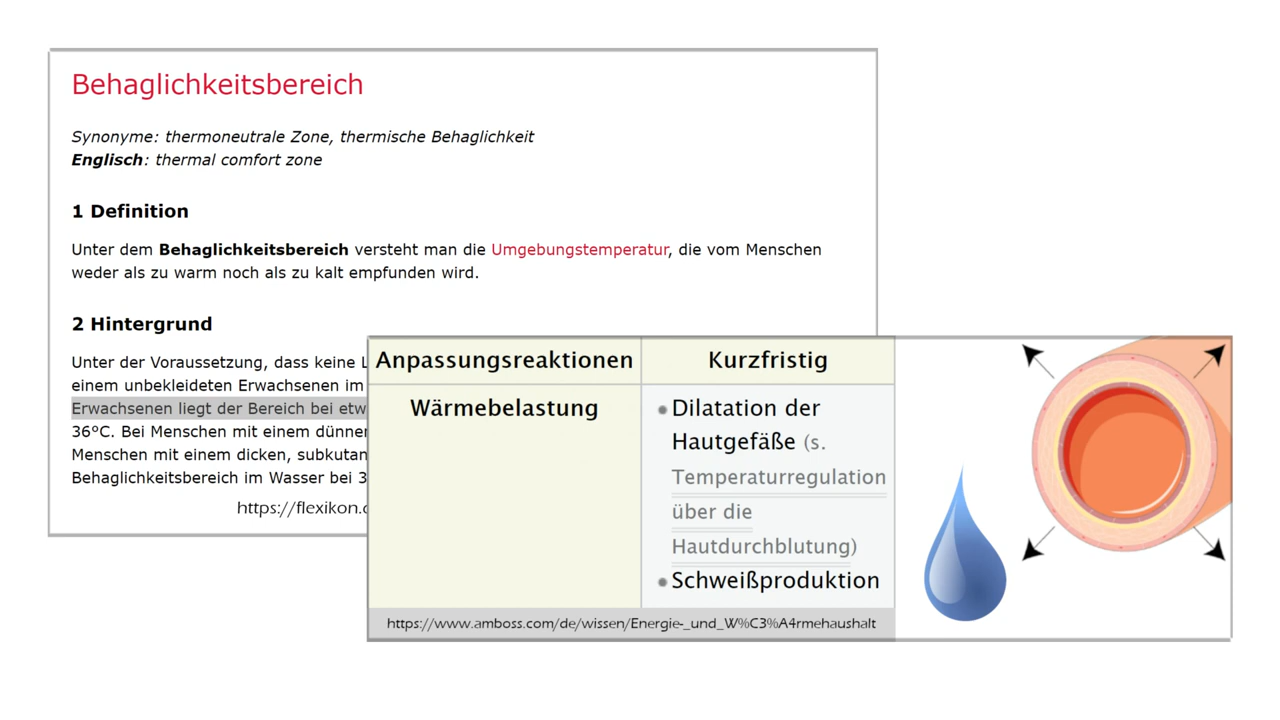 Behaglichkeitsbereich
Synonyme: thermoneutrale Zone, thermische Behaglichkeit
Englisch: thermal comfort zone
1 Definition
Unter dem Behaglichkeitsbereich versteht man die Umgebungstemperatur, die vom Menschen
weder als zu warm noch als zu kalt empfunden wird.
2 Hintergrund
Unter der Voraussetzung, dass keine
einem unbekleideten Erwachsenen im
Erwachsenen liegt der Bereich bei
36°C. Bei Menschen mit einem
Menschen mit einem dicken,
Behaglichkeitsbereich im Wasser bei
https://flexikon.
Anpassungsreaktionen
Kurzfristig
Wärmebelastung
Dilatation der
Hautgefäße (s.
Temperaturregulation
über die
Hautdurchblutung)
Schweißproduktion
https://www.amboss.com/de/wissen/Energie-_und_W%C3%A4rmehaushalt